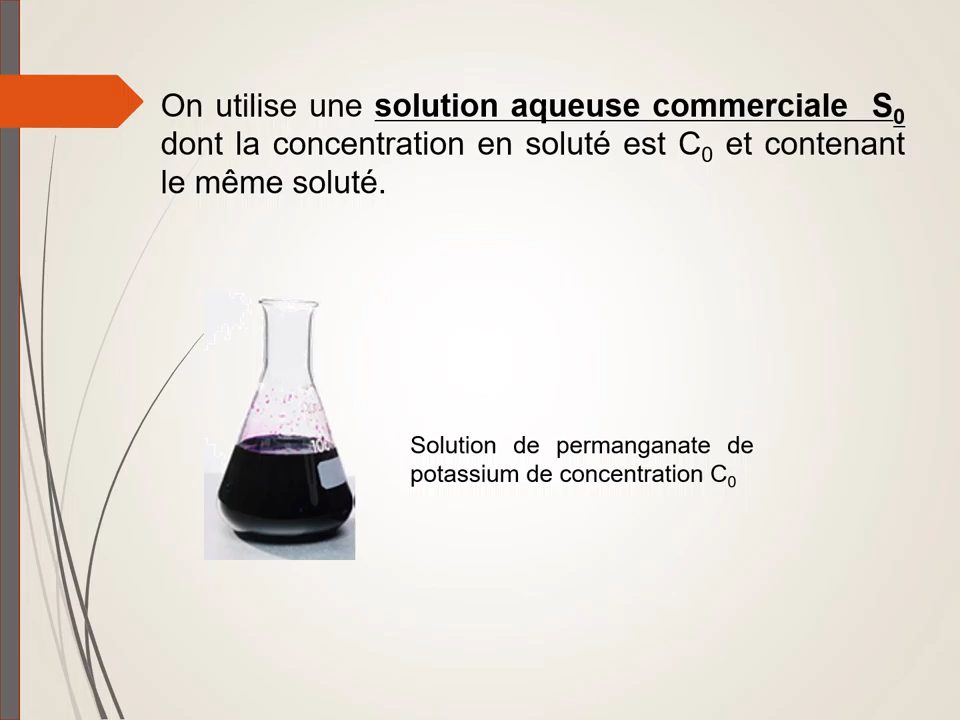 On utilise une solution aqueuse commerciale S₀
dont la concentration en soluté est C₀ et contenant
le même soluté.
100
Solution de permanganate de
potassium de concentration C₀